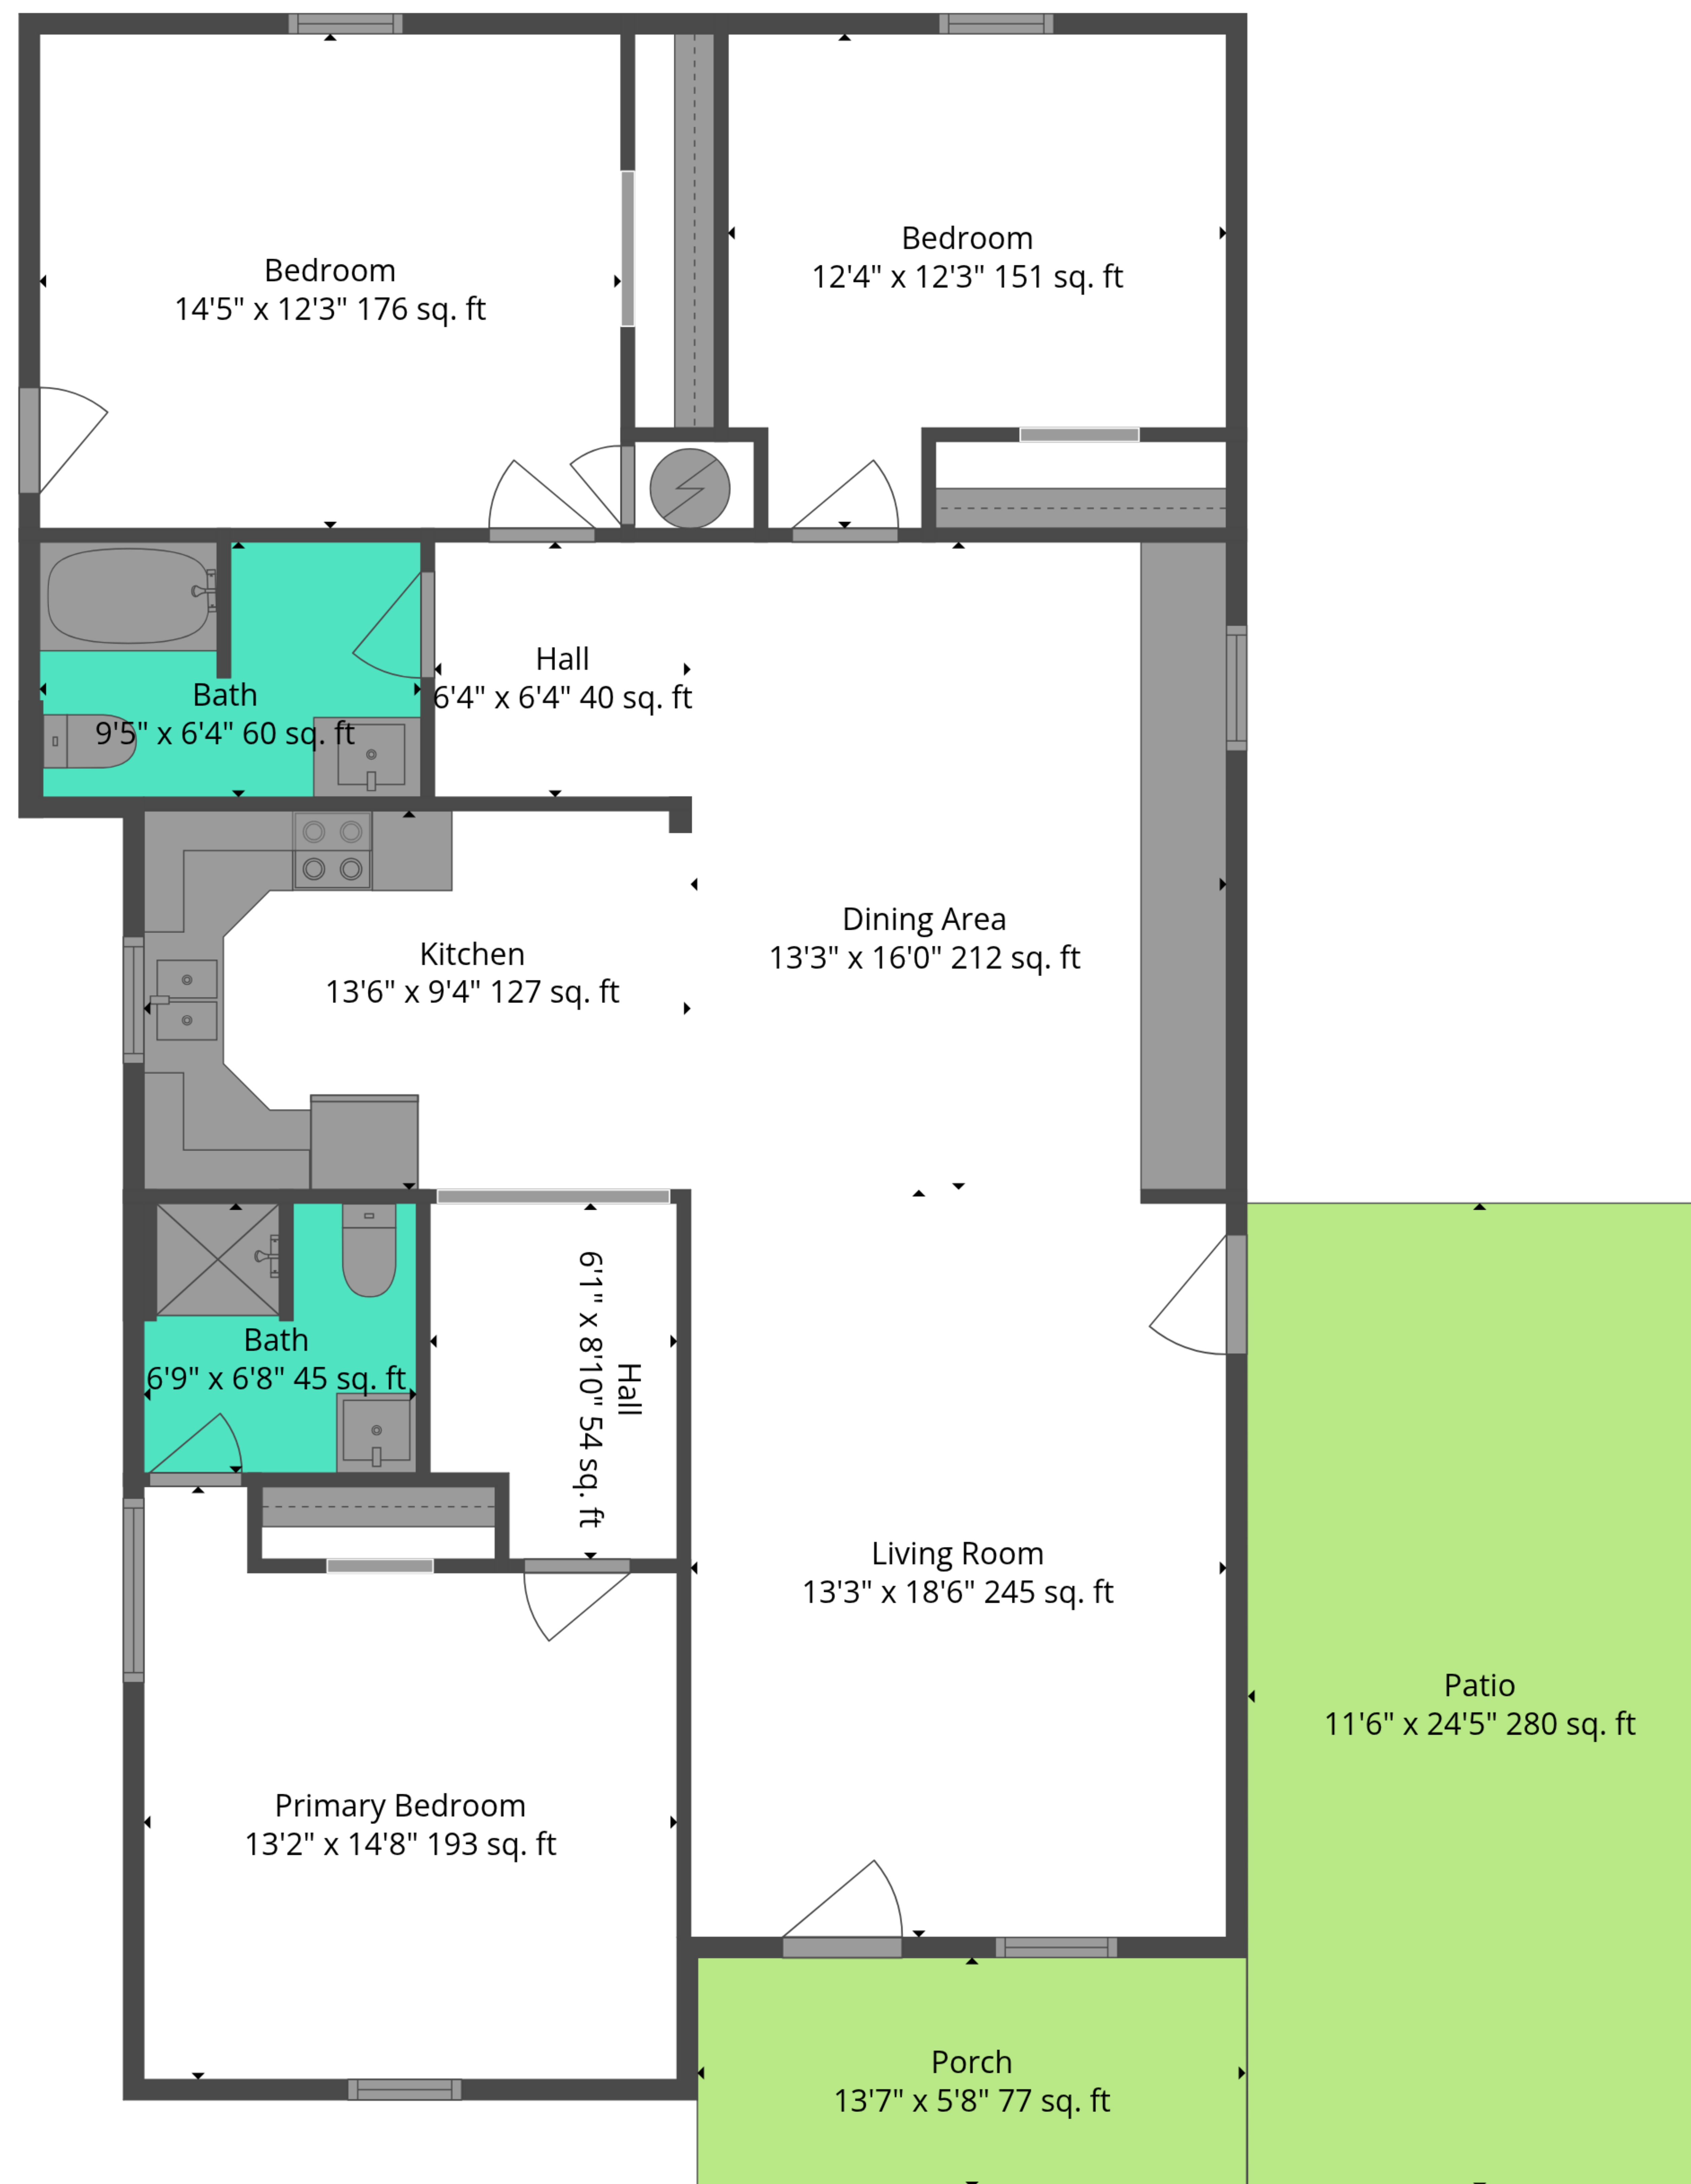 Bedroom
14'5" x 12'3" 176 sq. ft
Bedroom
12'4" x 12'3" 151 sq. ft
Bath
9'5" x 6'4" 60 sq. ft
Hall
6'4" x 6'4" 40 sq. ft
Kitchen
13'6" x 9'4" 127 sq. ft
Dining Area
13'3" x 16'0" 212 sq. ft
Bath
6'9" x 6'8" 45 sq. ft
Hall
6'1" x 8'10" 54 sq. ft
Living Room
13'3" x 18'6" 245 sq. ft
Patio
11'6" x 24'5" 280 sq. ft
Primary Bedroom
13'2" x 14'8" 193 sq. ft
Porch
13'7" x 5'8" 77 sq. ft